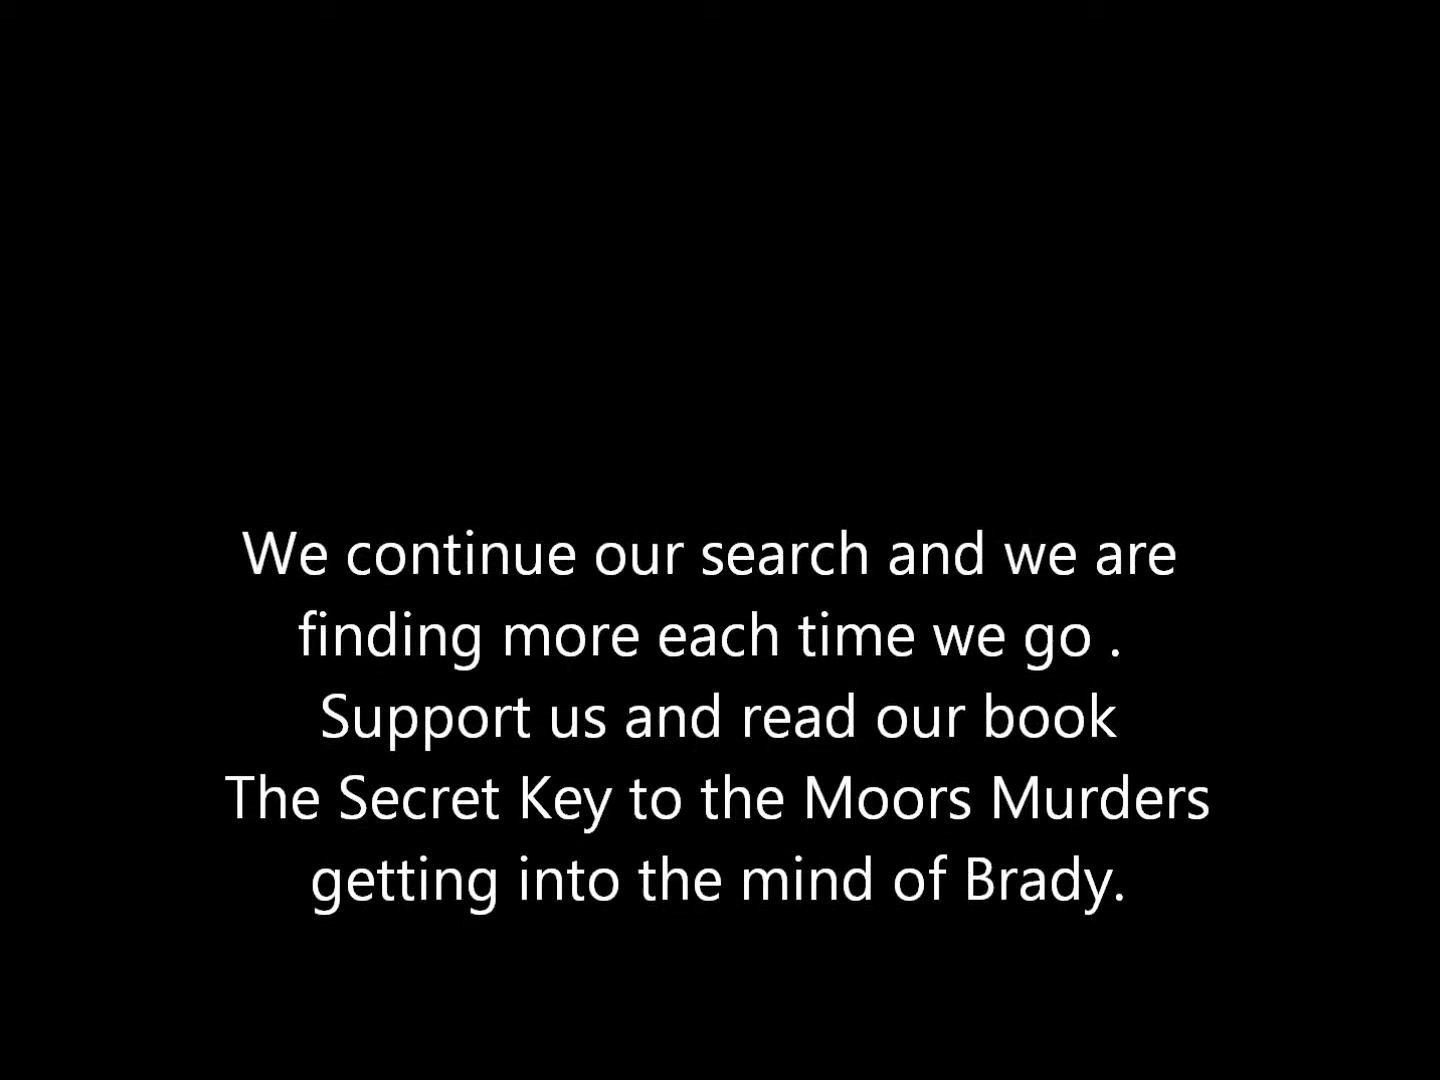 We continue our search and we are
finding more each time we go .
Support us and read our book
The Secret Key to the Moors Murders
getting into the mind of Brady.